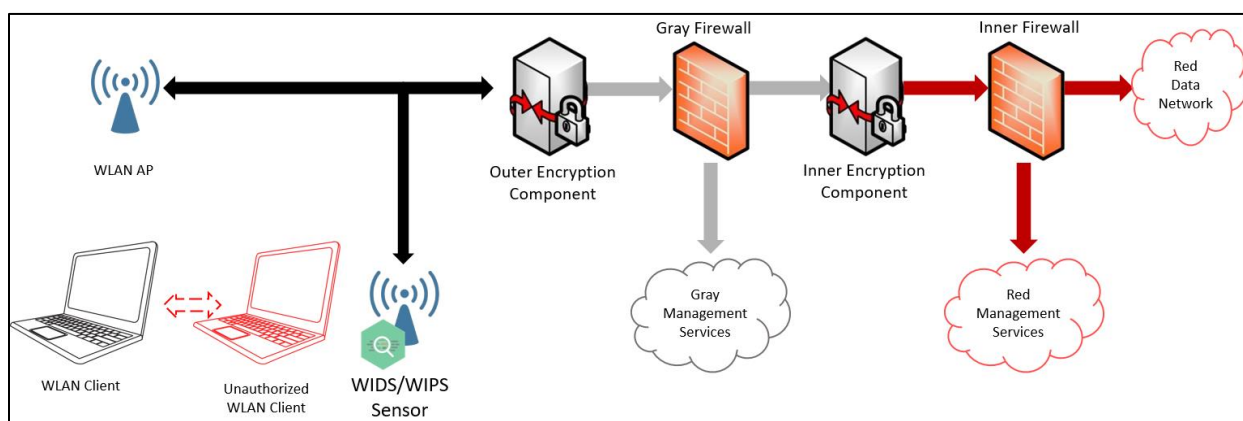 Gray Firewall
Inner Firewall
Red
Data
Network
WLAN AP
Outer Encryption
Component
Inner Encryption
Component
Gray
Management
Services
Red
Management
Services
WLAN Client
Unauthorized
WLAN Client
WIDS/WIPS
Sensor